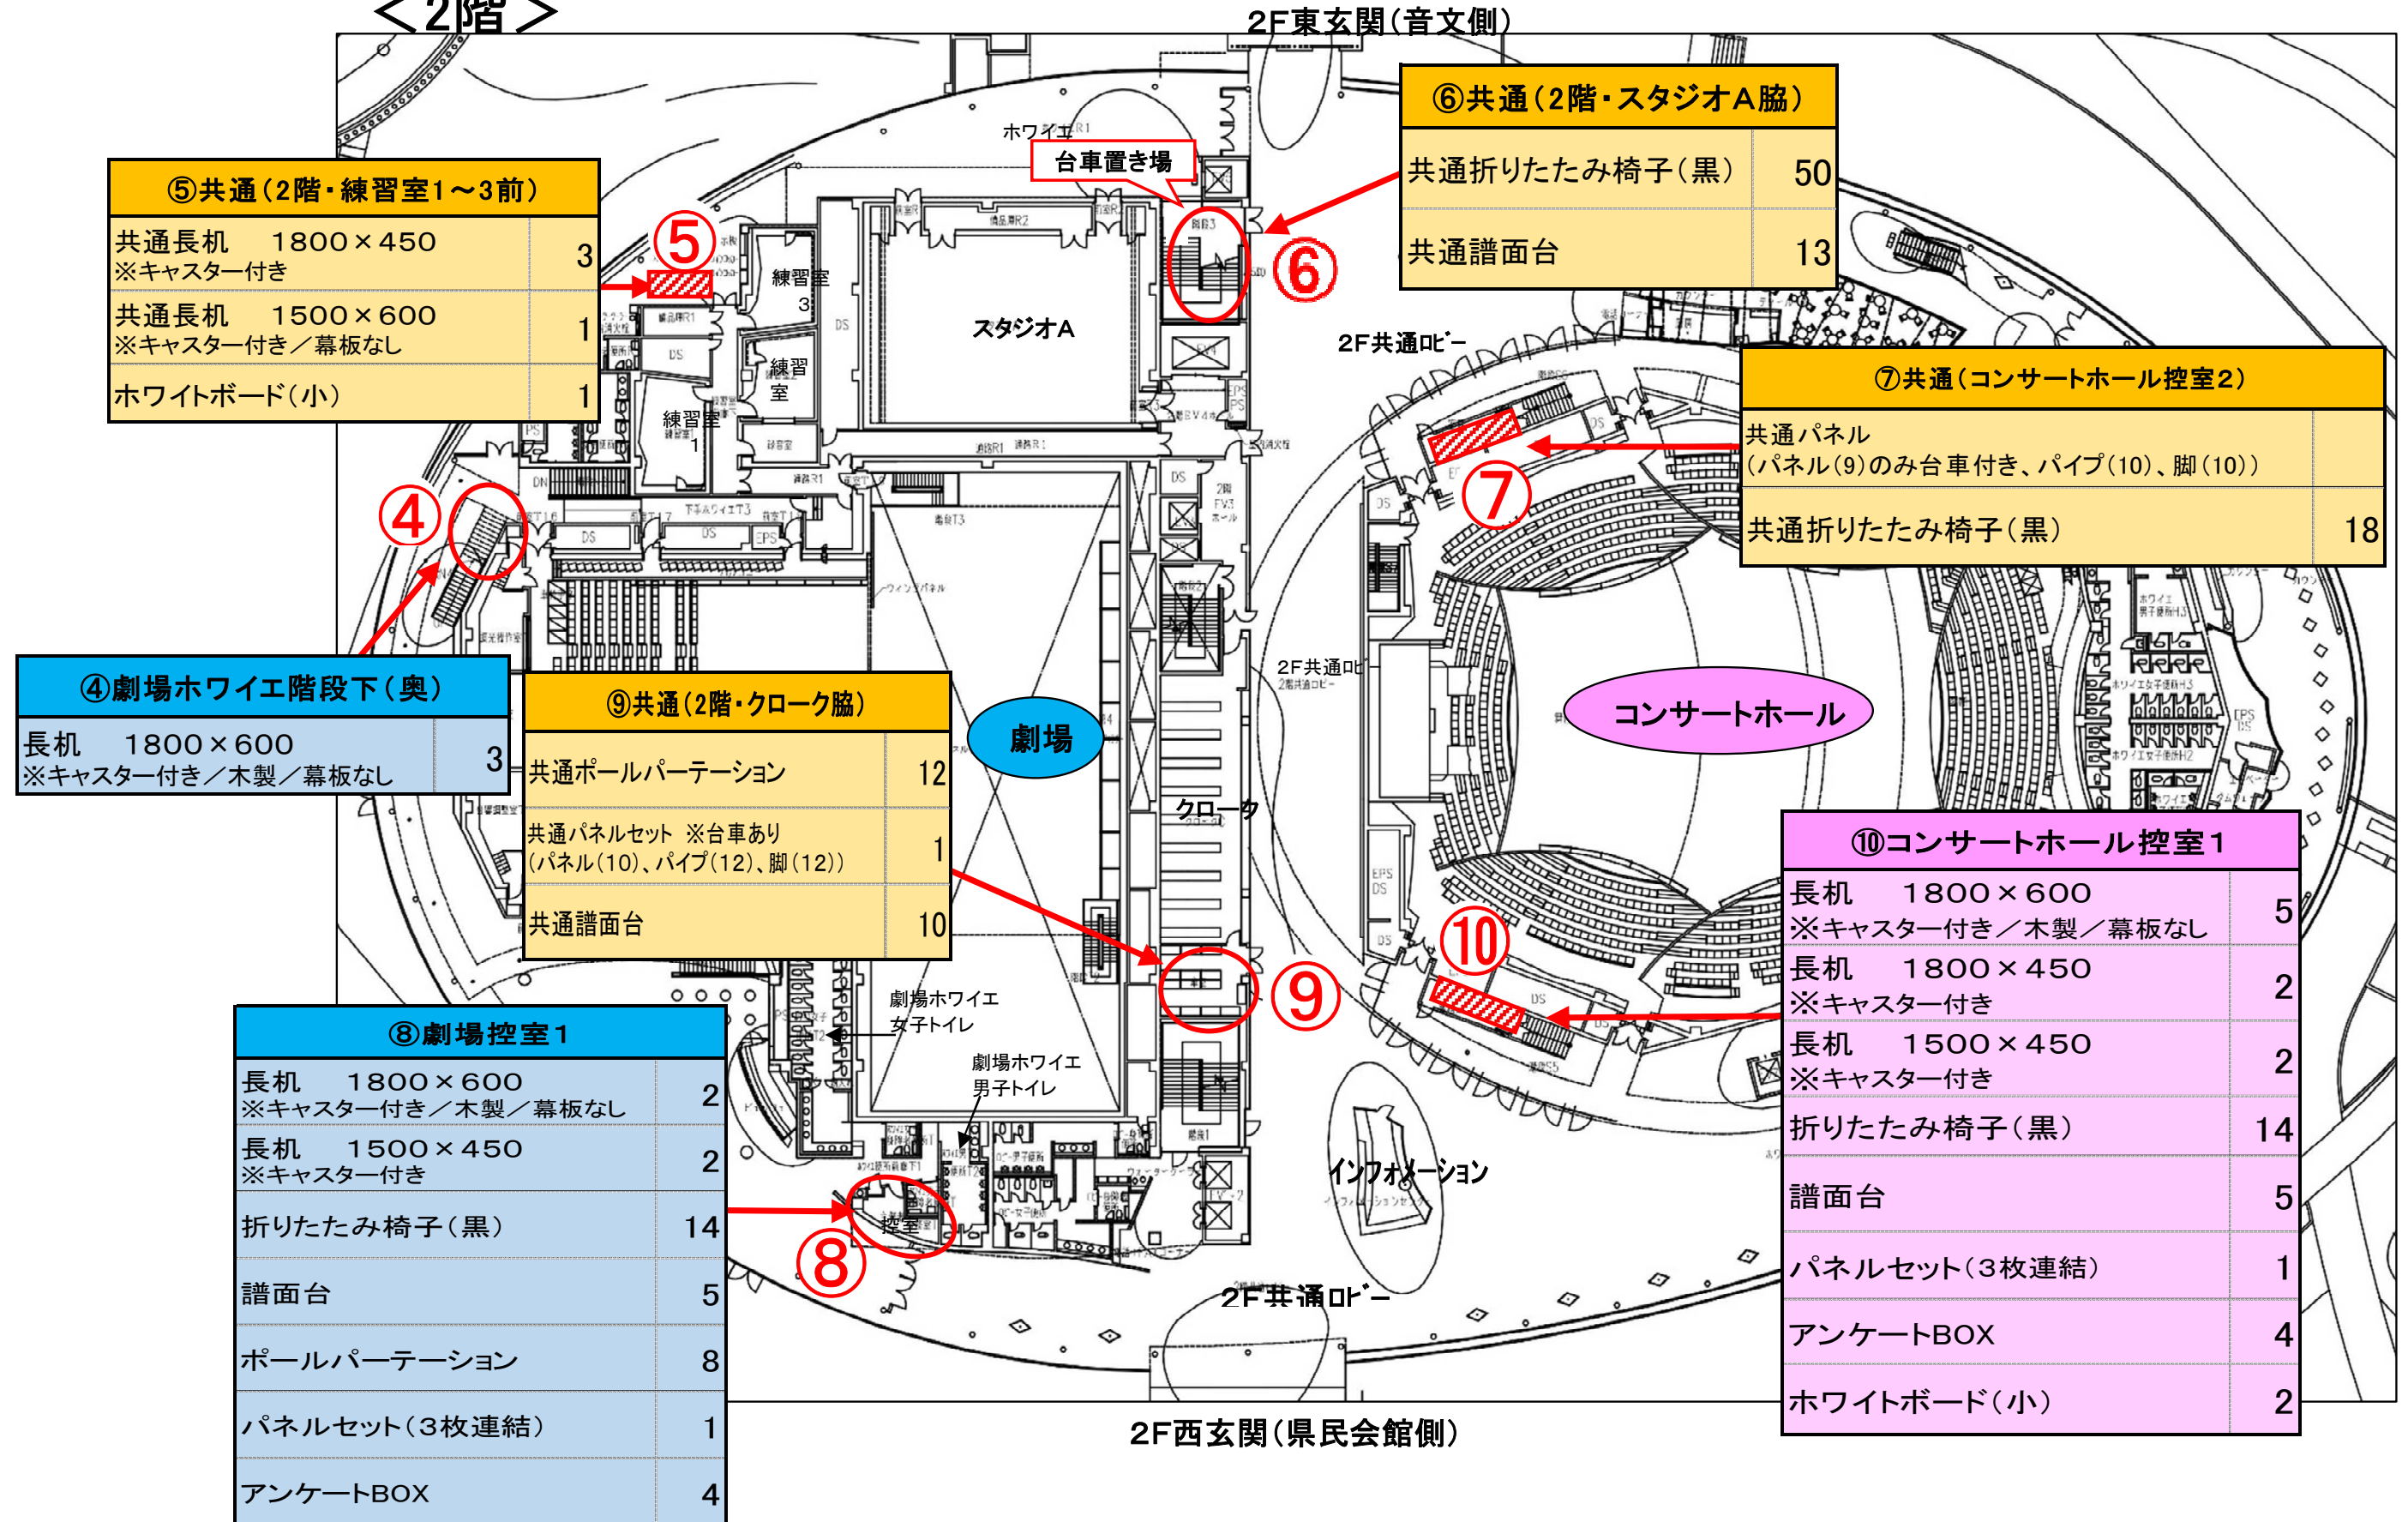 ＜2階＞
2F東玄関(音文側)
⑥共通(2階・スタジオA脇)
共通折りたたみ椅子(黒) 50
共通譜面台 13
ホワイエ
台車置き場
⑤共通(2階・練習室1～3前)
共通長机 1800×450 3
※キャスター付き
共通長机 1500×600 1
※キャスター付き／幕板なし
ホワイトボード(小) 1
⑤
⑥
練習室
3
練習
室
練習室
1
スタジオA
備品庫R2
階段3
DS
EV4
2F共通ロビー
⑦共通(コンサートホール控室2)
共通パネル
(パネル(9)のみ台車付き、パイプ(10)、脚(10))
共通折りたたみ椅子(黒) 18
⑦
④
④劇場ホワイエ階段下(奥)
長机 1800×600 3
※キャスター付き／木製／幕板なし
⑨共通(2階・クローク脇)
共通ポールパーテーション 12
共通パネルセット ※台車あり 1
(パネル(10)、パイプ(12)、脚(12))
共通譜面台 10
劇場
2F共通ロビ
2階共通ロビー
コンサートホール
クローク
⑨
⑩
⑩コンサートホール控室1
長机 1800×600 5
※キャスター付き／木製／幕板なし
長机 1800×450 2
※キャスター付き
長机 1500×450 2
※キャスター付き
折りたたみ椅子(黒) 14
譜面台 5
パネルセット(3枚連結) 1
アンケートBOX 4
ホワイトボード(小) 2
劇場ホワイエ
女子トイレ
劇場ホワイエ
男子トイレ
⑧劇場控室1
長机 1800×600 2
※キャスター付き／木製／幕板なし
長机 1500×450 2
※キャスター付き
折りたたみ椅子(黒) 14
譜面台 5
ポールパーテーション 8
パネルセット(3枚連結) 1
アンケートBOX 4
控室
⑧
インフォメーション
2F共通ロビー
2F西玄関(県民会館側)